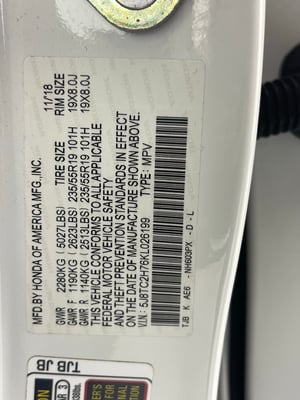 MFD. BY HONDA OF AMERICA MFG.,INC. 11/18
TIRE SIZE RIM SIZE
GVWR 2280KG ( 5027LBS) 
GAWR F 1190KG ( 2623LBS) 235/55R19 101H 19X8.0J
GAWR R 1140KG ( 2513LBS) 235/55R19 101H 19X8.0J
THIS VEHICLE CONFORMS TO ALL APPLICABLE
FEDERAL MOTOR VEHICLE SAFETY
AND THEFT PREVENTION STANDARDS IN EFFECT
ON THE DATE OF MANUFACTURE SHOWN ABOVE.
VIN : 5J8TC2H76KL026199 TYPE: MPV
TJB K AE6 - NH603PX - D - L
TJB JB